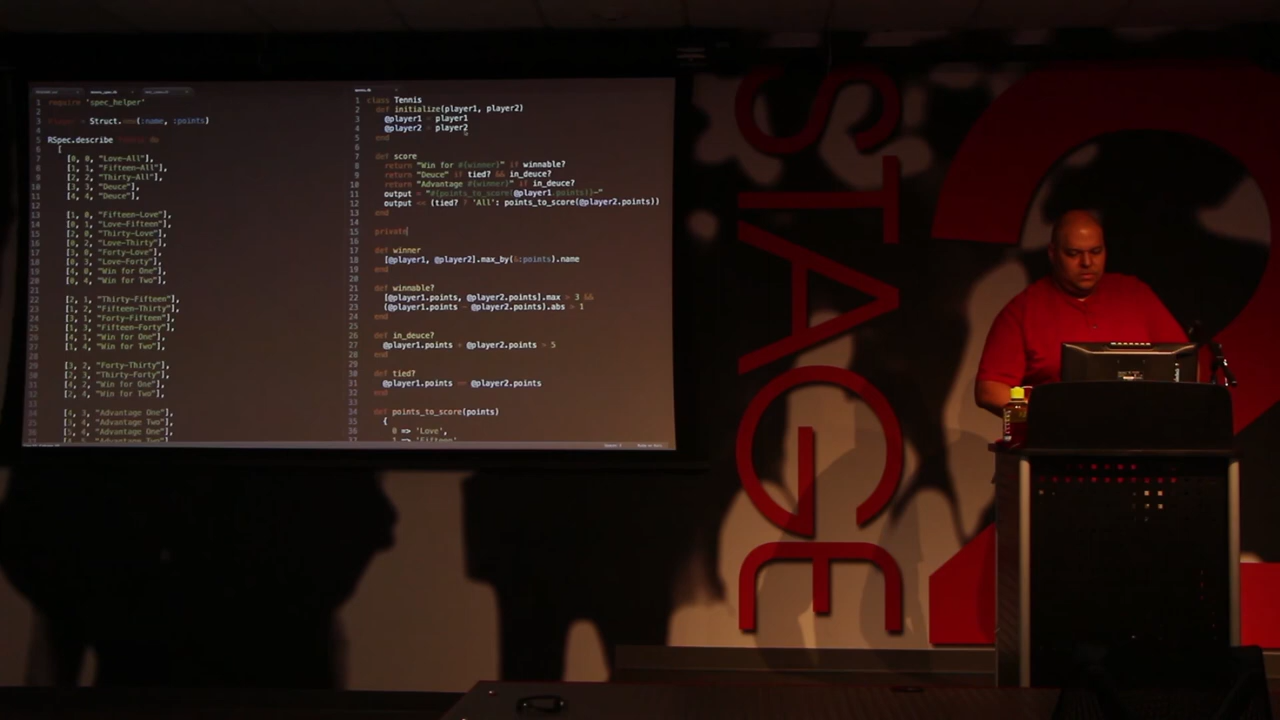 require 'spec_helper'
Struct.new(:name, :points)
RSpec.describe do
[
[0, 0, "Love-All"],
[1, 1, "Fifteen-All"],
[2, 2, "Thirty-All"],
[3, 3, "Deuce"],
[4, 4, "Deuce"],
[1, 0, "Fifteen-Love"],
[0, 1, "Love-Fifteen"],
[2, 0, "Thirty-Love"],
[0, 2, "Love-Thirty"],
[3, 0, "Forty-Love"],
[0, 3, "Love-Forty"],
[4, 0, "Win for One"],
[0, 4, "Win for Two"],
[2, 1, "Thirty-Fifteen"],
[1, 2, "Fifteen-Thirty"],
[3, 1, "Forty-Fifteen"],
[1, 3, "Fifteen-Forty"],
[4, 1, "Win for One"],
[1, 4, "Win for Two"],
[3, 2, "Forty-Thirty"],
[2, 3, "Thirty-Forty"],
[4, 2, "Win for One"],
[2, 4, "Win for Two"],
[4, 3, "Advantage One"],
[3, 4, "Advantage Two"],
[5, 4, "Advantage One"],
[4, 5, "Advantage Two"],
class Tennis
def initialize(player1, player2)
@player1 = player1
@player2 = player2
end
def score
return "Win for #{winner}" if winnable?
return "Deuce" if tied? && in_deuce?
return "Advantage #{winner}" if in_deuce?
output = "#{points_to_score(@player1.points)}-"
output << (tied? ? 'All': points_to_score(@player2.points))
end
private
def winner
[@player1, @player2].max_by(&:points).name
end
def winnable?
[@player1.points, @player2.points].max > 3 &&
(@player1.points - @player2.points).abs > 1
end
def in_deuce?
@player1.points + @player2.points > 5
end
def tied?
@player1.points == @player2.points
end
def points_to_score(points)
{
0 => 'Love',
1 => 'Fifteen',
STAGE
2